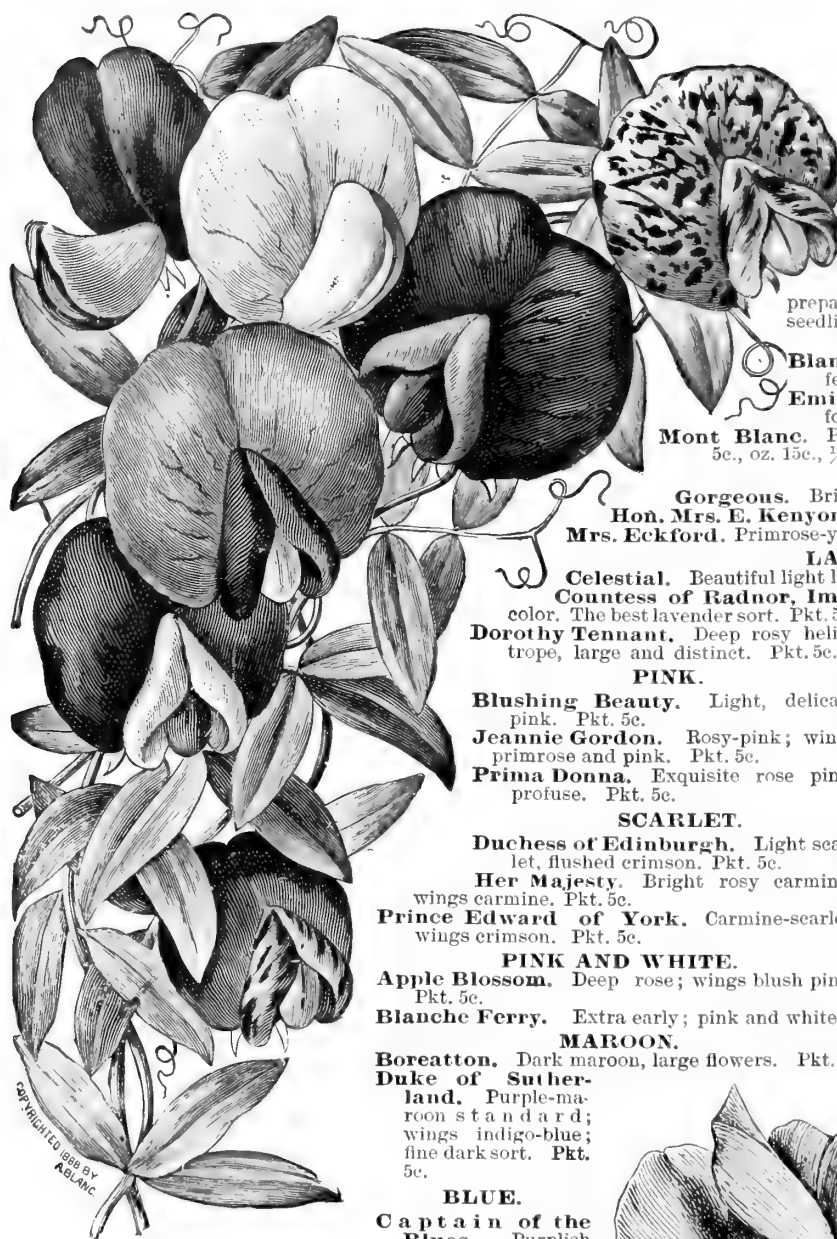 prepa
seedli
Blan
fe
Emi
fo
Mont Blanc.
5c., oz. 15c.,
Gorgeous. Bri
Hon. Mrs. E. Kenyon
Mrs. Eckford. Primrose-y
LA
Celestial. Beautiful light l
Countess of Radnor, Im
color. The best lavender sort. Pkt. 5
Dorothy Tennant. Deep rosy heli
trope, large and distinct. Pkt. 5c.
PINK.
Blushing Beauty. Light, delica
pink. Pkt. 5c.
Jeannie Gordon. Rosy-pink; win
primrose and pink. Pkt. 5c.
Prima Donna. Exquisite rose pin
profuse. Pkt. 5c.
SCARLET.
Duchess of Edinburgh. Light sca
let, flushed crimson. Pkt. 5c.
Her Majesty. Bright rosy carmin
wings carmine. Pkt. 5c.
Prince Edward of York. Carmine-scarle
wings crimson. Pkt. 5c.
PINK AND WHITE.
Apple Blossom. Deep rose; wings blush pin
Pkt. 5c.
Blanche Ferry. Extra early; pink and white
MAROON.
Boreatton. Dark maroon, large flowers. Pkt.
Duke of Suther-
land. Purple-ma-
roon standard;
wings indigo-blue;
fine dark sort. Pkt.
5c.
BLUE.
Captain of the
Blues. Purplish
COPYRIGHTED 1888 BY
A. BLANC.